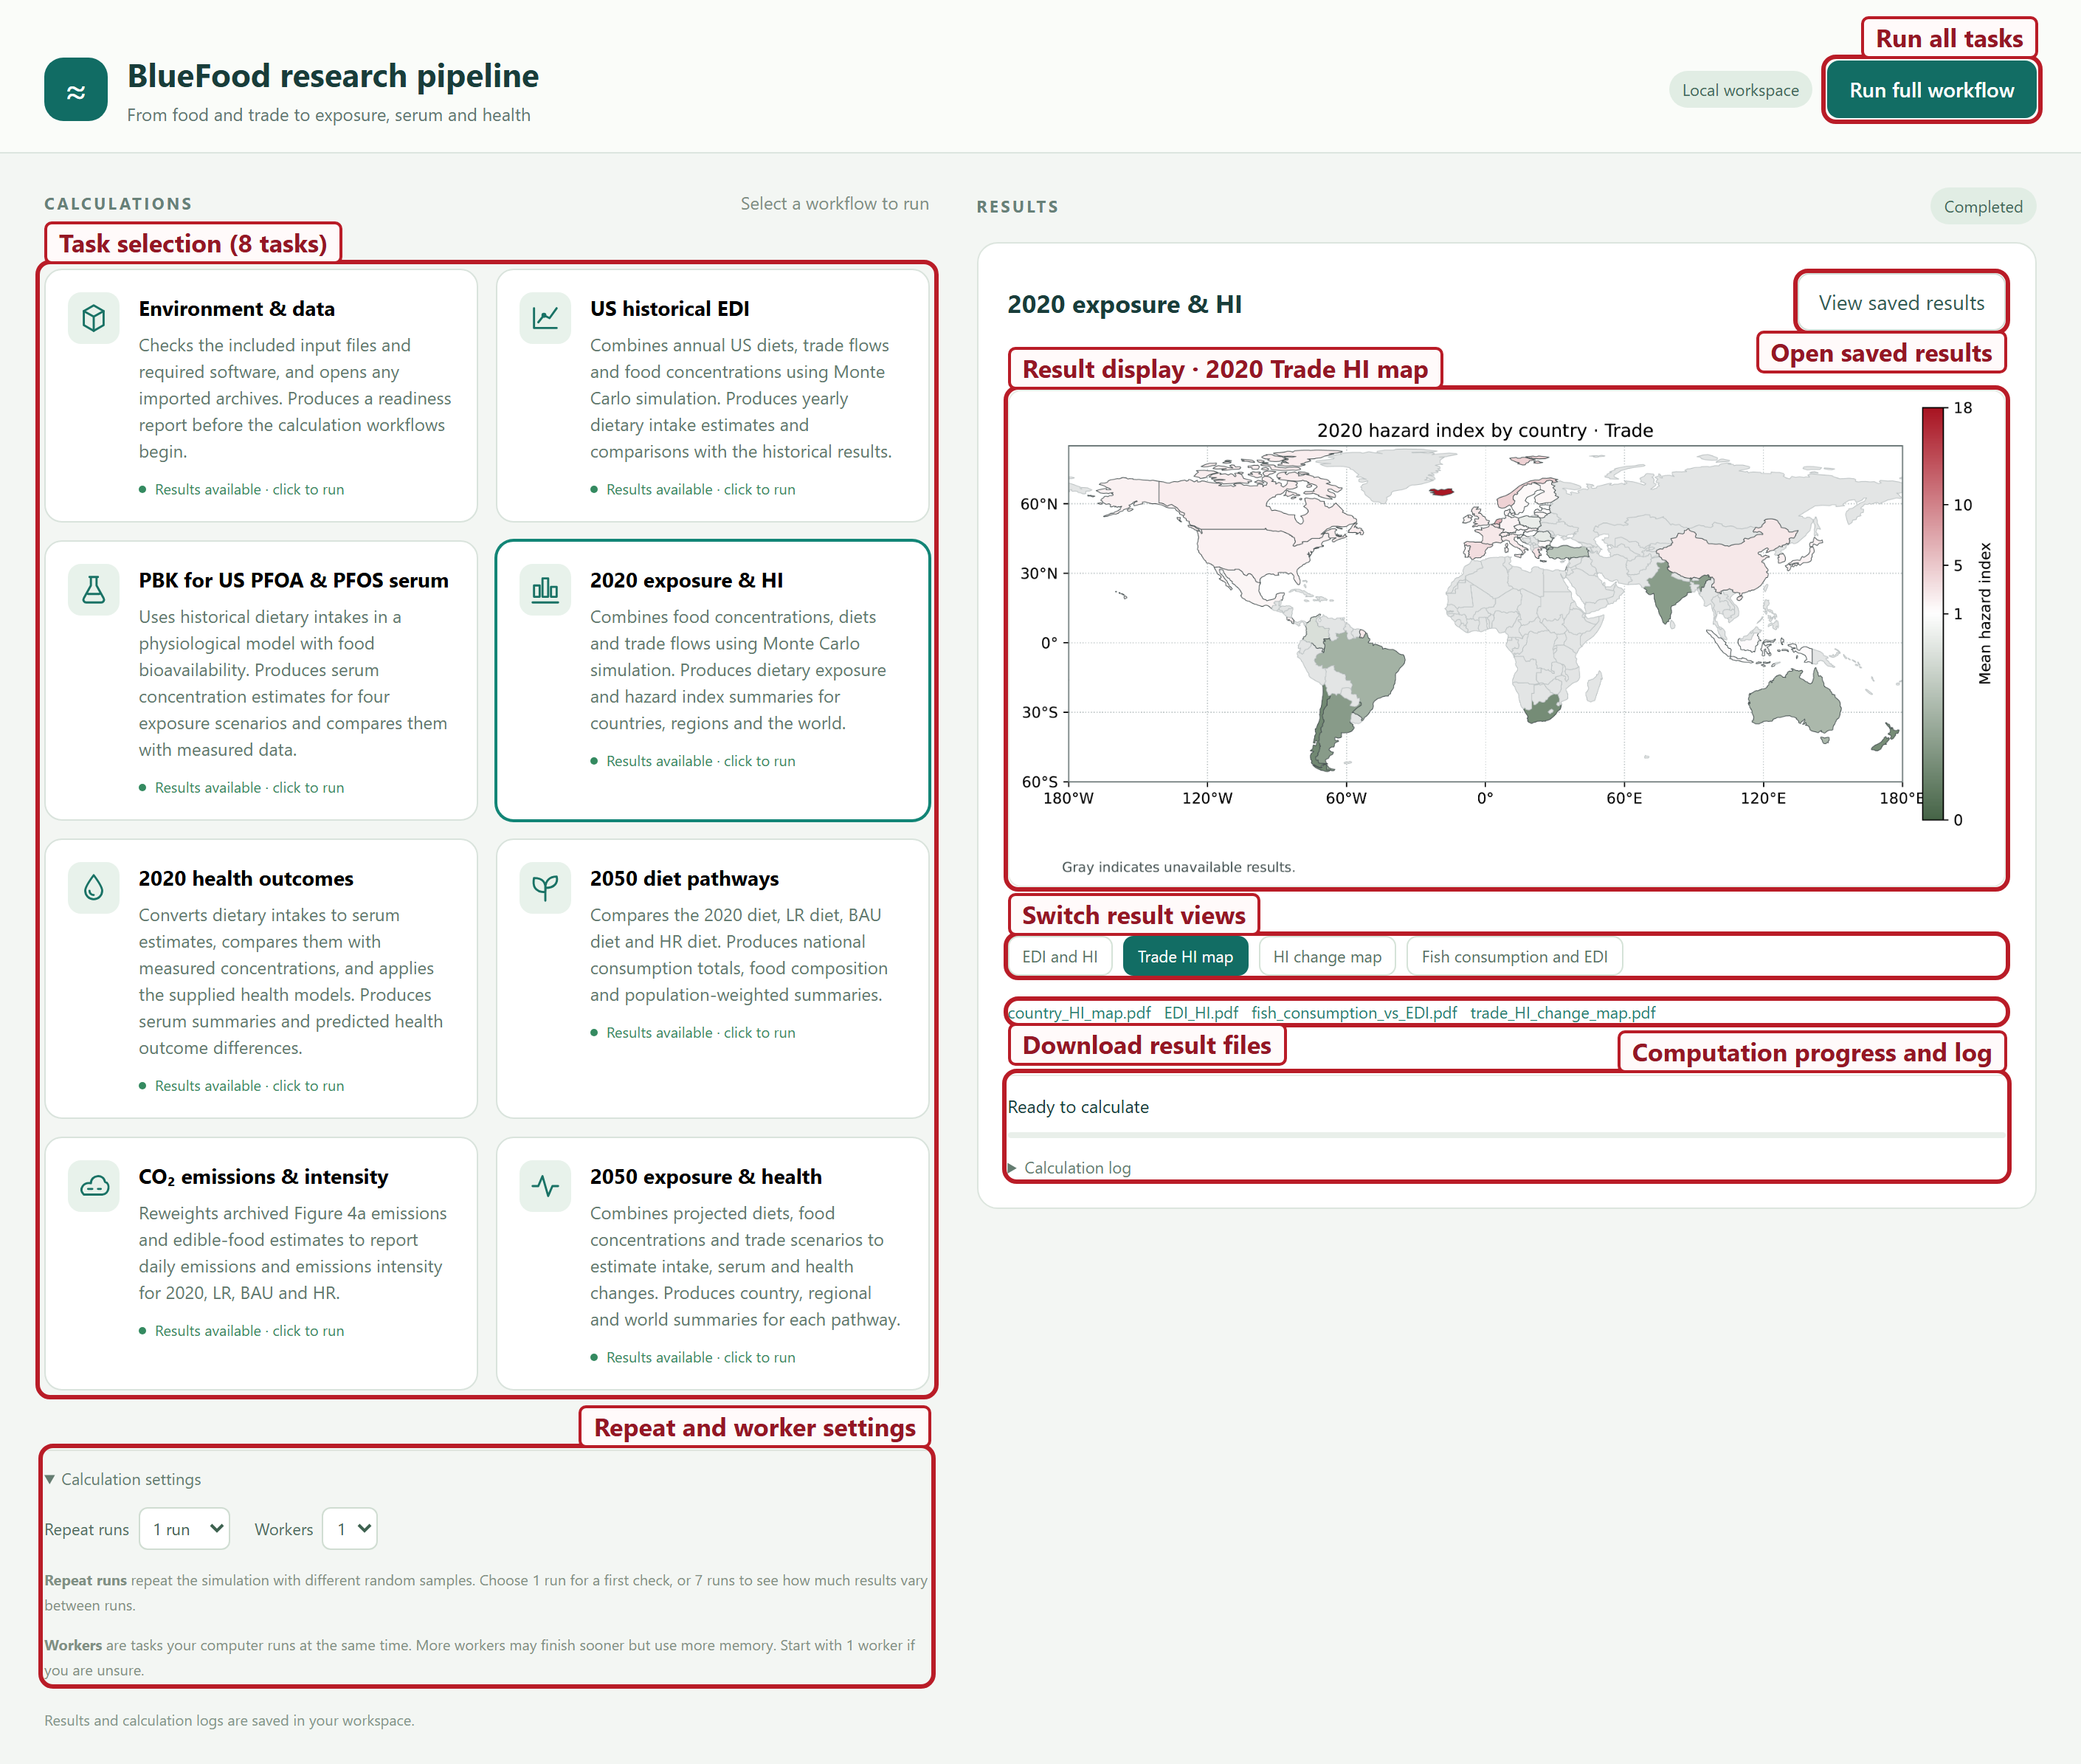 Run all tasks
≈
BlueFood research pipeline
From food and trade to exposure, serum and health
Local workspace
Run full workflow
CALCULATIONS
Select a workflow to run
Task selection (8 tasks)
Environment & data
Checks the included input files and
required software, and opens any
imported archives. Produces a readiness
report before the calculation workflows
begin.
Results available · click to run
US historical EDI
Combines annual US diets, trade flows
and food concentrations using Monte
Carlo simulation. Produces yearly
dietary intake estimates and
comparisons with the historical results.
Results available · click to run
PBK for US PFOA & PFOS serum
Uses historical dietary intakes in a
physiological model with food
bioavailability. Produces serum
concentration estimates for four
exposure scenarios and compares them
with measured data.
Results available · click to run
2020 exposure & HI
Combines food concentrations, diets
and trade flows using Monte Carlo
simulation. Produces dietary exposure
and hazard index summaries for
countries, regions and the world.
Results available · click to run
2020 health outcomes
Converts dietary intakes to serum
estimates, compares them with
measured concentrations, and applies
the supplied health models. Produces
serum summaries and predicted health
outcome differences.
Results available · click to run
2050 diet pathways
Compares the 2020 diet, LR diet, BAU
diet and HR diet. Produces national
consumption totals, food composition
and population-weighted summaries.
Results available · click to run
CO₂ emissions & intensity
Reweights archived Figure 4a emissions
and edible-food estimates to report
daily emissions and emissions intensity
for 2020, LR, BAU and HR.
Results available · click to run
2050 exposure & health
Combines projected diets, food
concentrations and trade scenarios to
estimate intake, serum and health
changes. Produces country, regional
and world summaries for each pathway.
Results available · click to run
Repeat and worker settings
▼ Calculation settings
Repeat runs 1 run Workers 1
Repeat runs repeat the simulation with different random samples. Choose 1 run for a first check, or 7 runs to see how much results vary
between runs.
Workers are tasks your computer runs at the same time. More workers may finish sooner but use more memory. Start with 1 worker if
you are unsure.
Results and calculation logs are saved in your workspace.
RESULTS
Completed
2020 exposure & HI
View saved results
Open saved results
Result display · 2020 Trade HI map
2020 hazard index by country · Trade
60°N
30°N
0°
30°S
60°S
180°W 120°W 60°W 0° 60°E 120°E 180°E
18
10
5
1
0
Mean hazard index
Gray indicates unavailable results.
Switch result views
EDI and HI Trade HI map HI change map Fish consumption and EDI
country_HI_map.pdf EDI_HI.pdf fish_consumption_vs_EDI.pdf trade_HI_change_map.pdf
Download result files
Computation progress and log
Ready to calculate
▶ Calculation log